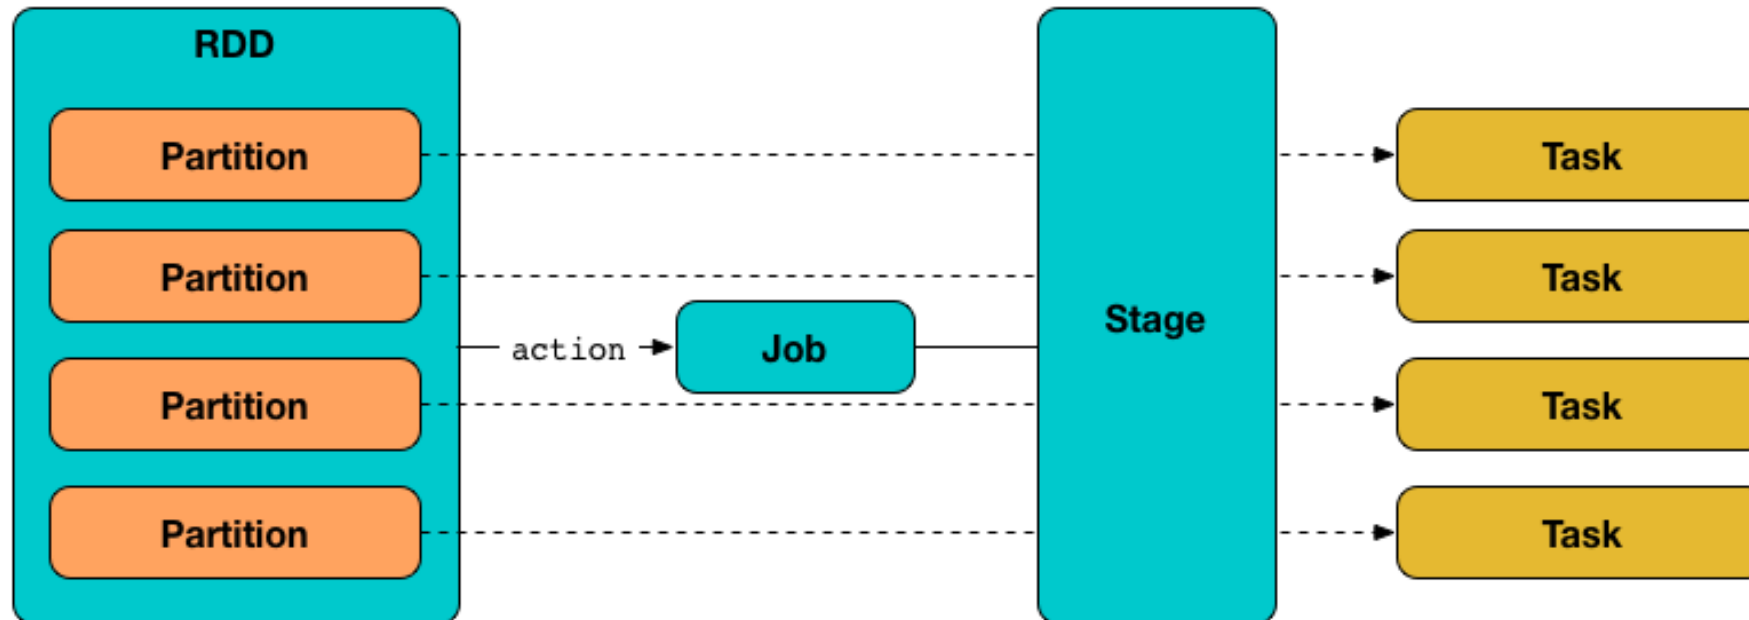 RDD
Partition
Partition
Partition
Partition
action
Job
Stage
Task
Task
Task
Task